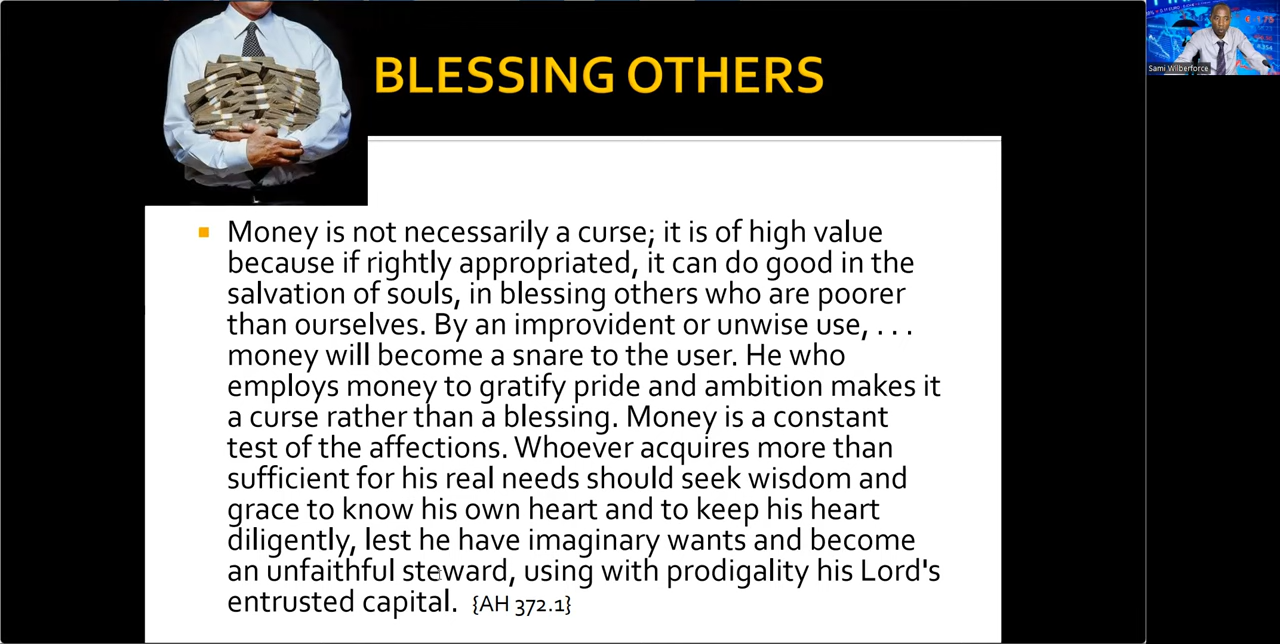 BLESSING OTHERS
Money is not necessarily a curse; it is of high value
because if rightly appropriated, it can do good in the
salvation of souls, in blessing others who are poorer
than ourselves. By an improvident or unwise use, . . .
money will become a snare to the user. He who
employs money to gratify pride and ambition makes it
a curse rather than a blessing. Money is a constant
test of the affections. Whoever acquires more than
sufficient for his real needs should seek wisdom and
grace to know his own heart and to keep his heart
diligently, lest he have imaginary wants and become
an unfaithful steward, using with prodigality his Lord's
entrusted capital. {AH 372.1}
Sami Wilberforce